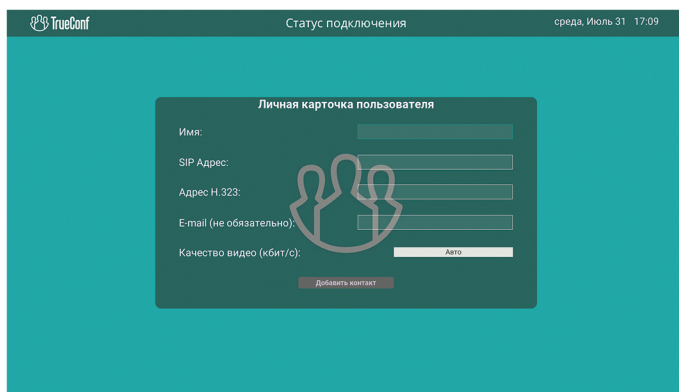 TrueConf
Статус подключения
среда, Июль 31 17:09
Личная карточка пользователя
Имя:
SIP Адрес:
Адрес H.323:
E-mail (не обязательно):
Качество видео (кбит/с):
Авто
Добавить контакт